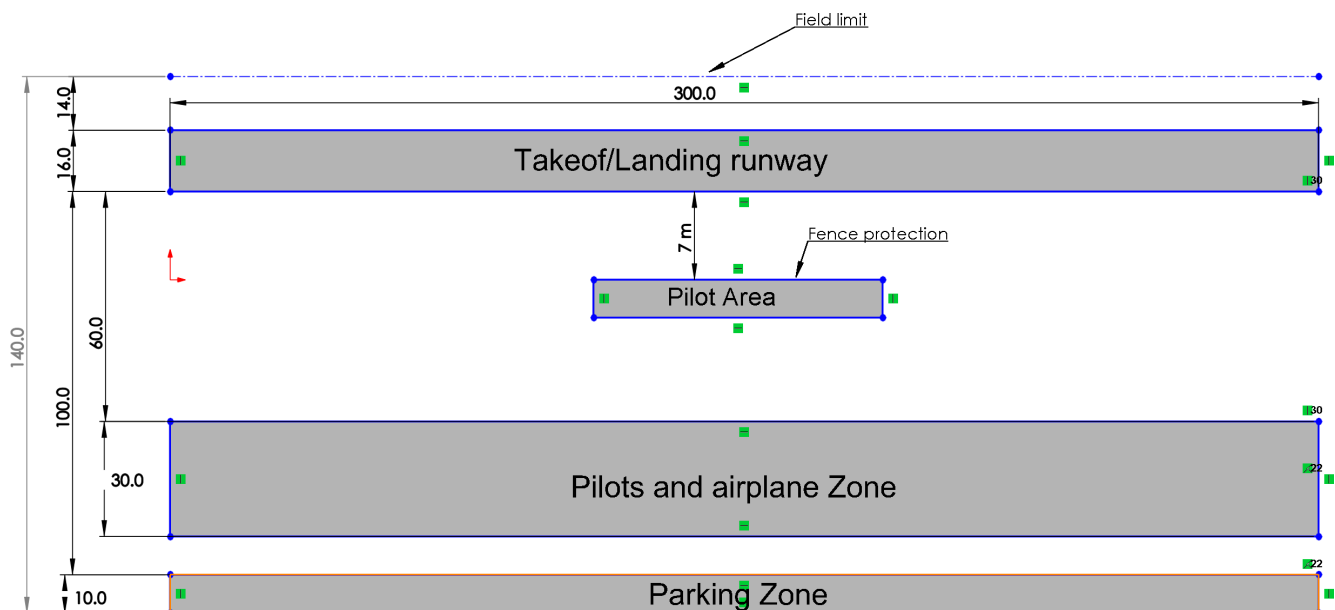 Field limit
300.0
14.0
16.0
Takeof/Landing runway
30
7 m
Fence protection
Pilot Area
140.0
60.0
100.0
30
30.0
22
Pilots and airplane Zone
22
10.0
Parking Zone